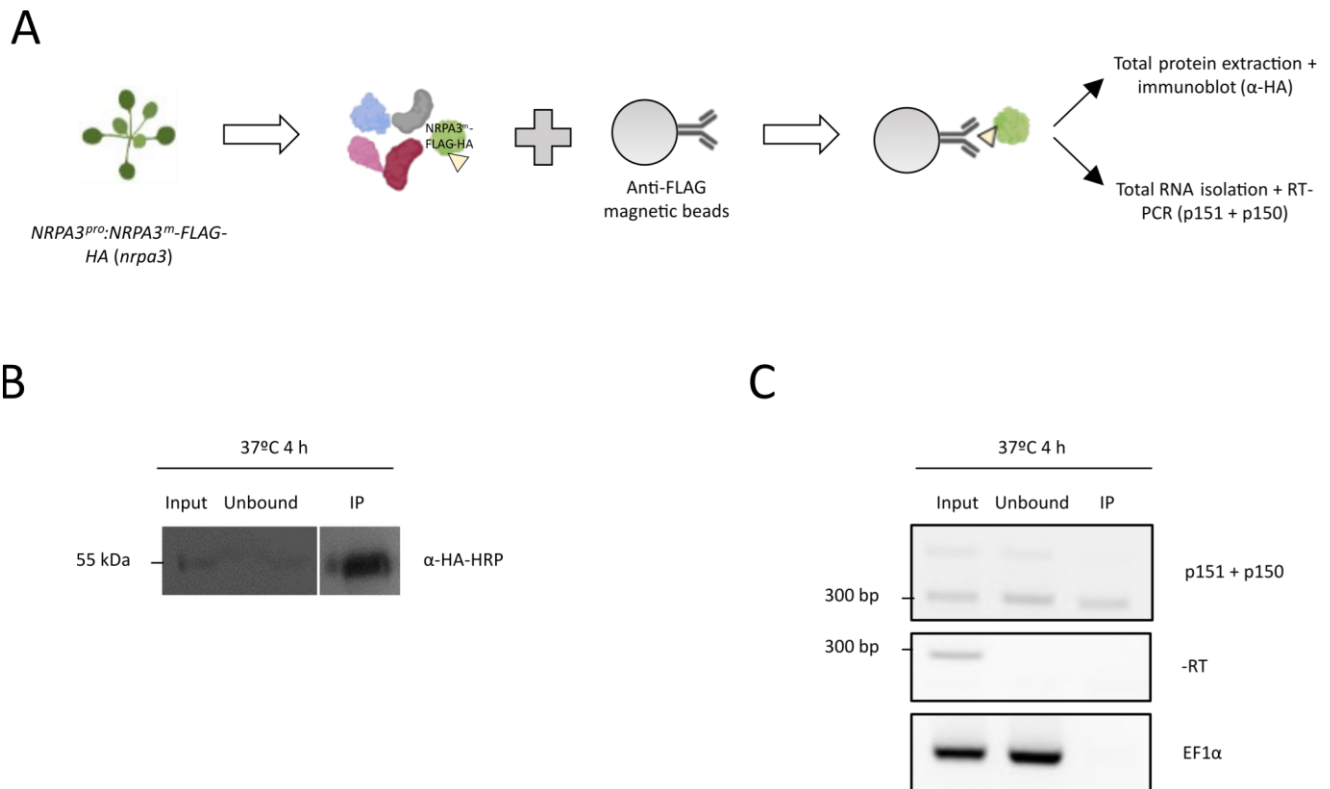 A
NRPA3ᵖʳᵒ:NRPA3ᵐ-FLAG-
HA (nrpa3)
NRPA3ᵐ-
FLAG-HA
Anti-FLAG
magnetic beads
Total protein extraction +
immunoblot (α-HA)
Total RNA isolation + RT-
PCR (p151 + p150)
B
37ºC 4 h
Input Unbound IP
55 kDa
α-HA-HRP
C
37ºC 4 h
Input Unbound IP
300 bp
p151 + p150
300 bp
-RT
EF1α